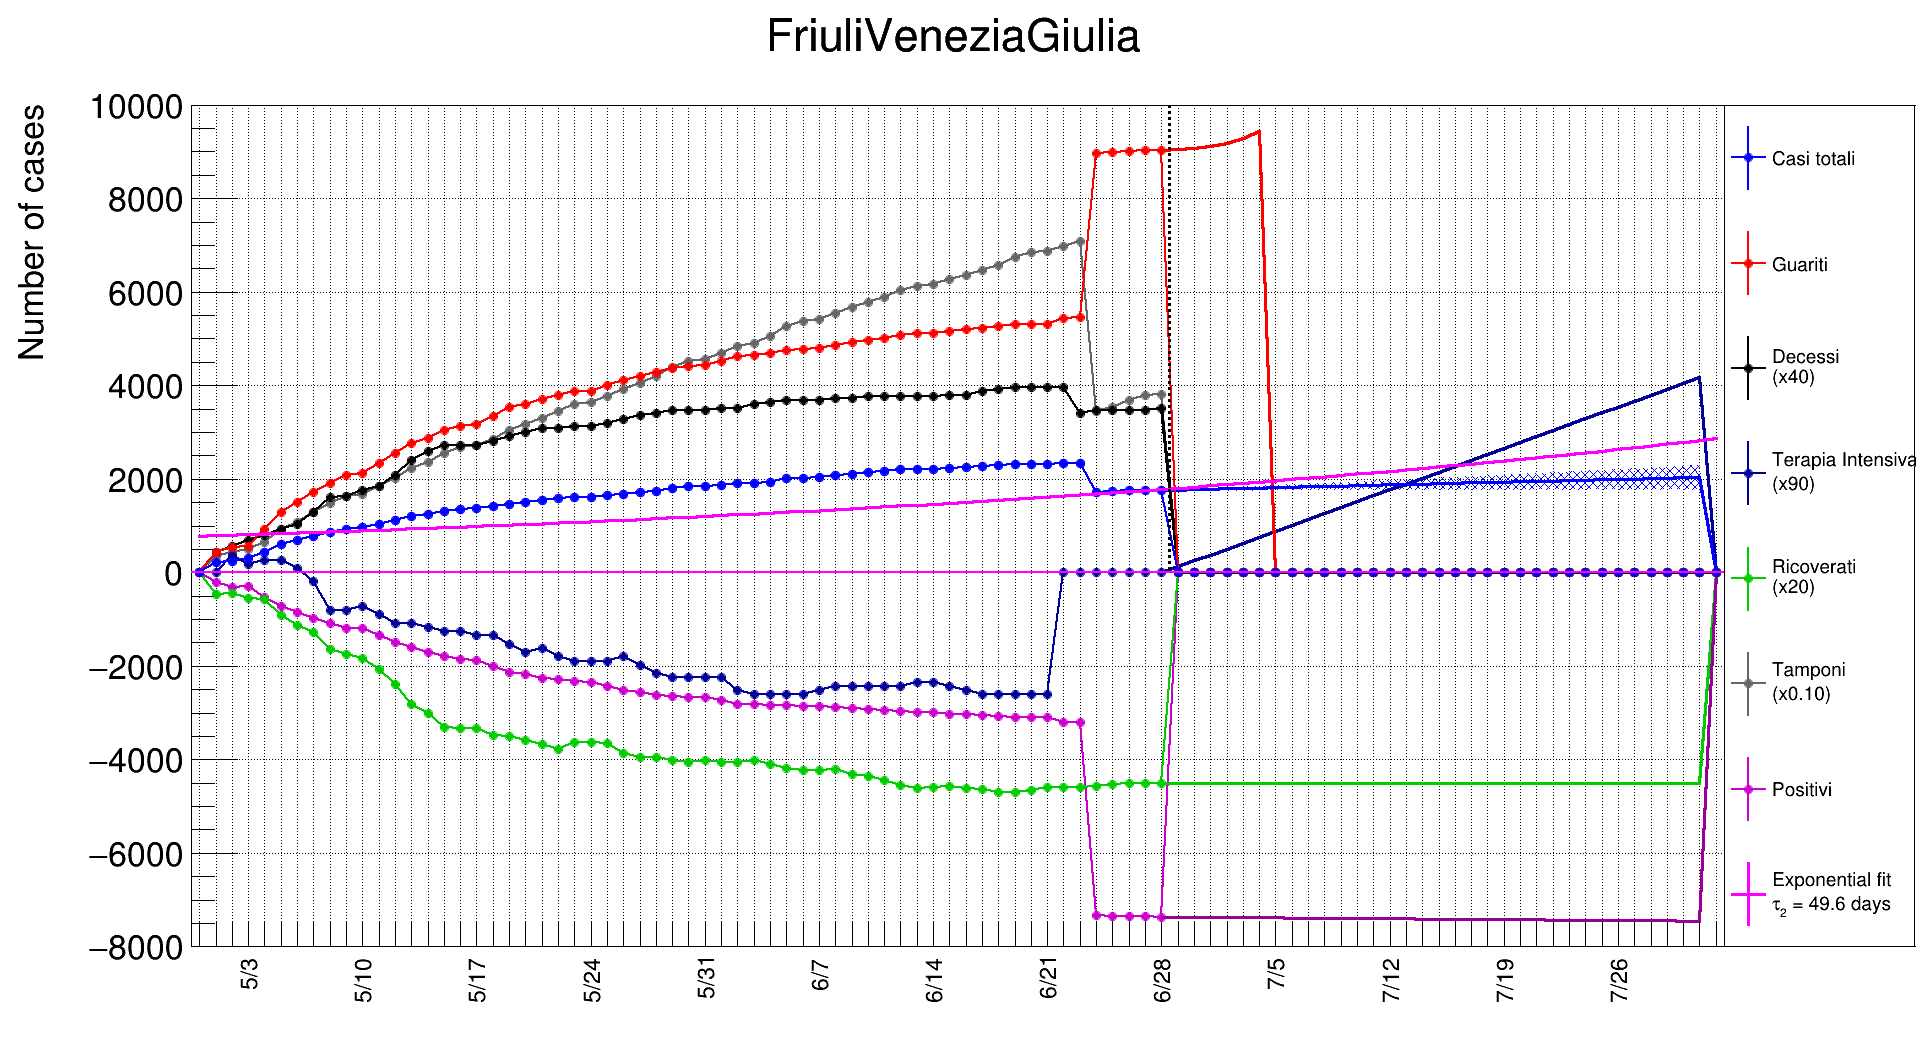 FriuliVeneziaGiulia
Number of cases
10000
8000
6000
4000
2000
0
−2000
−4000
−6000
−8000
5/3
5/10
5/17
5/24
5/31
6/7
6/14
6/21
6/28
7/5
7/12
7/19
7/26
Casi totali
Guariti
Decessi
(x40)
Terapia Intensiva
(x90)
Ricoverati
(x20)
Tamponi
(x0.10)
Positivi
Exponential fit
τ2 = 49.6 days